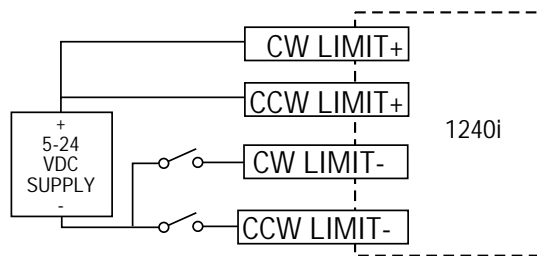 CW LIMIT+
CCW LIMIT+
+
5-24
VDC
SUPPLY
-
1240i
CW LIMIT-
CCW LIMIT-